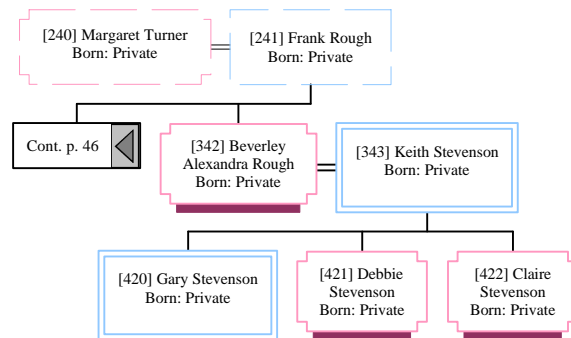 [240] Margaret Turner
Born: Private
[241] Frank Rough
Born: Private
Cont. p. 46
[342] Beverley
Alexandra Rough
Born: Private
[343] Keith Stevenson
Born: Private
[420] Gary Stevenson
Born: Private
[421] Debbie
Stevenson
Born: Private
[422] Claire
Stevenson
Born: Private